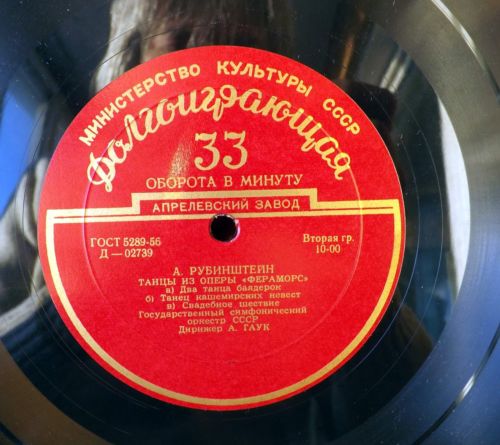 МИНИСТЕРСТВО КУЛЬТУРЫ СССР
Долгоиграющая
33
ОБОРОТА В МИНУТУ
АПРЕЛЕВСКИЙ ЗАВОД
ГОСТ 5289-56
Д — 02739
Вторая гр.
10-00
А. РУБИНШТЕЙН
ТАНЦЫ ИЗ ОПЕРЫ «ФЕРАМОРС»
а) Два танца баядерок
б) Танец кашемирских невест
в) Свадебное шествие
Государственный симфонический
оркестр СССР
Дирижер А. ГАУК